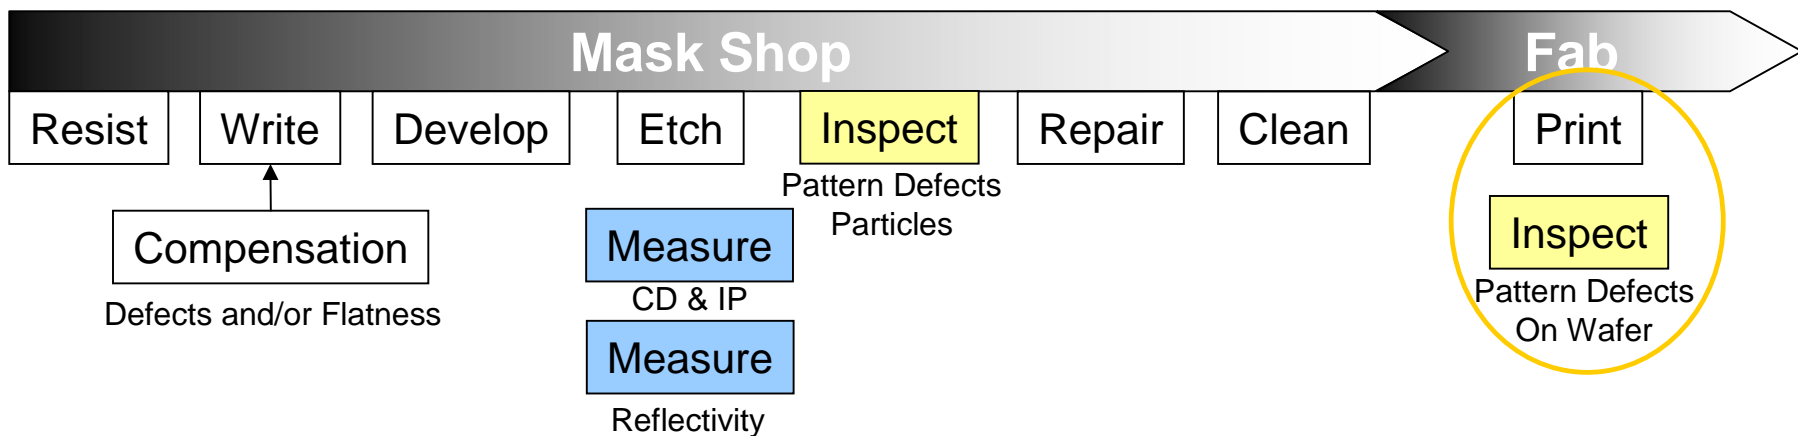 Mask Shop
Fab
Resist
Write
Develop
Etch
Inspect
Repair
Clean
Print
Pattern Defects
Particles
Compensation
Defects and/or Flatness
Measure
CD & IP
Measure
Reflectivity
Inspect
Pattern Defects
On Wafer